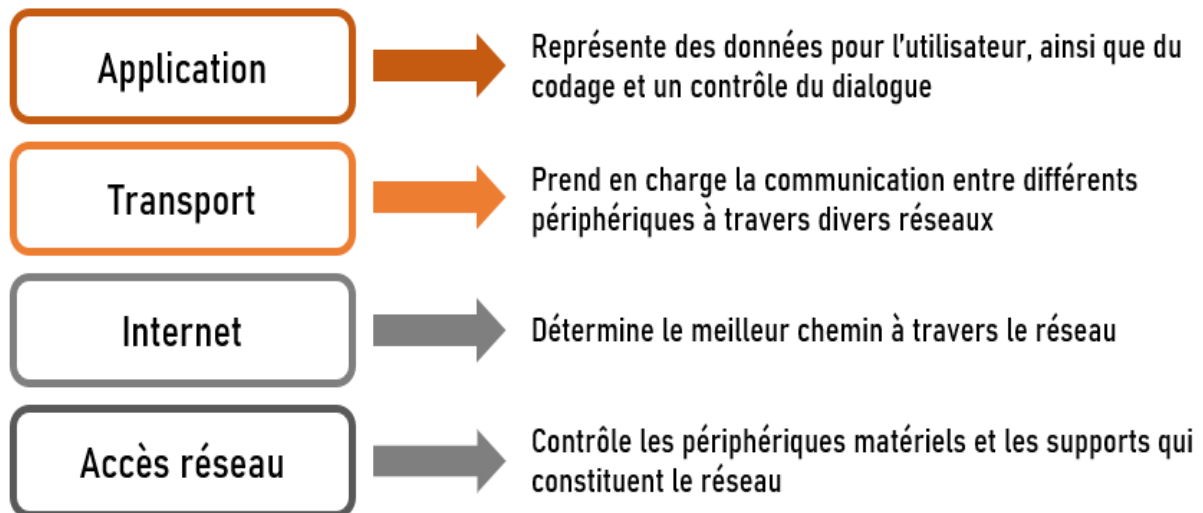 Application
Représente des données pour l'utilisateur, ainsi que du
codage et un contrôle du dialogue
Transport
Prend en charge la communication entre différents
périphériques à travers divers réseaux
Internet
Détermine le meilleur chemin à travers le réseau
Accès réseau
Contrôle les périphériques matériels et les supports qui
constituent le réseau